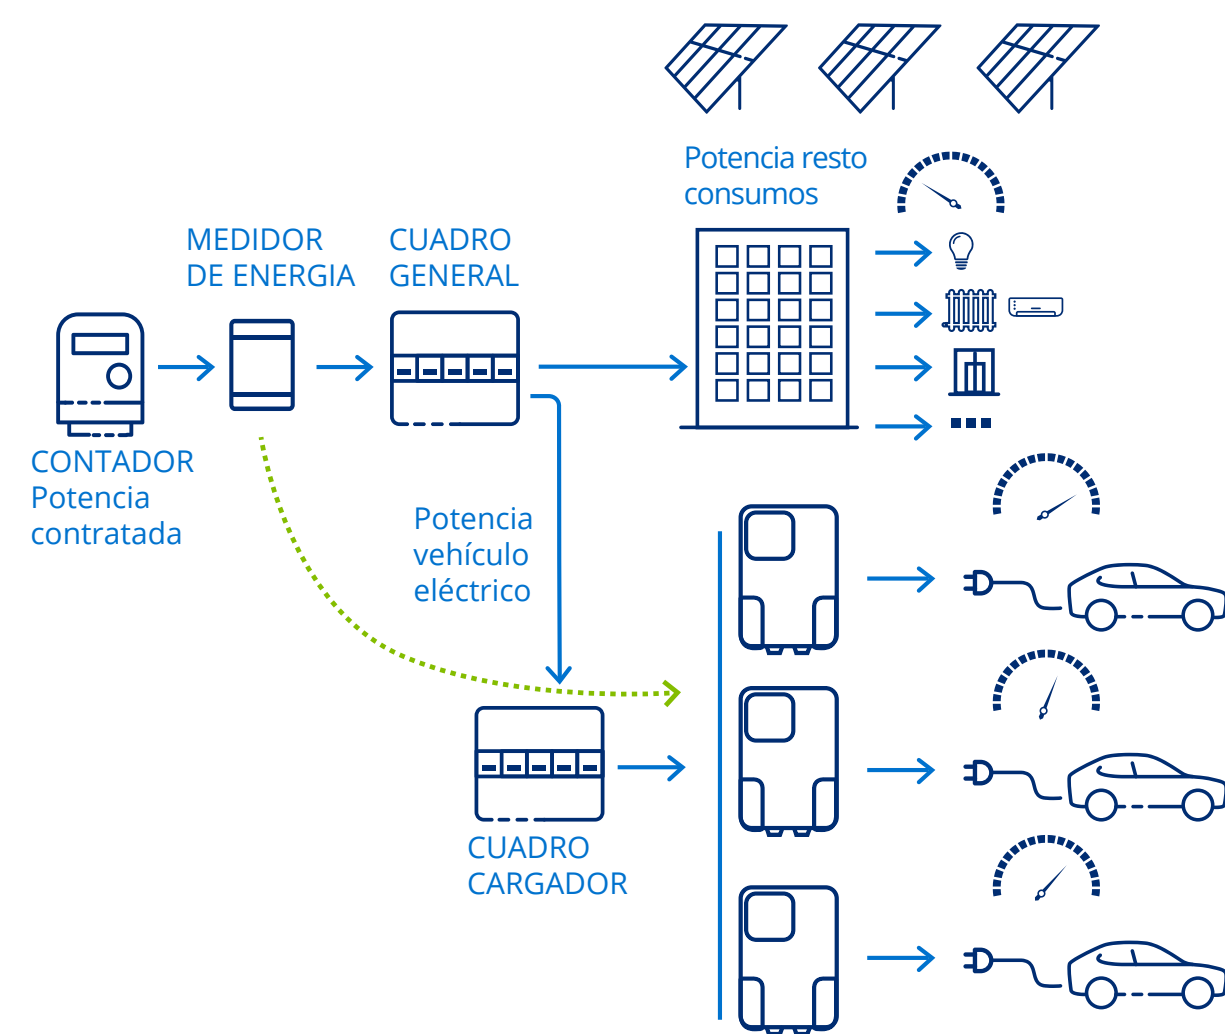 Potencia resto
consumos
MEDIDOR
DE ENERGIA
CUADRO
GENERAL
CONTADOR
Potencia
contratada
Potencia
vehículo
eléctrico
CUADRO
CARGADOR